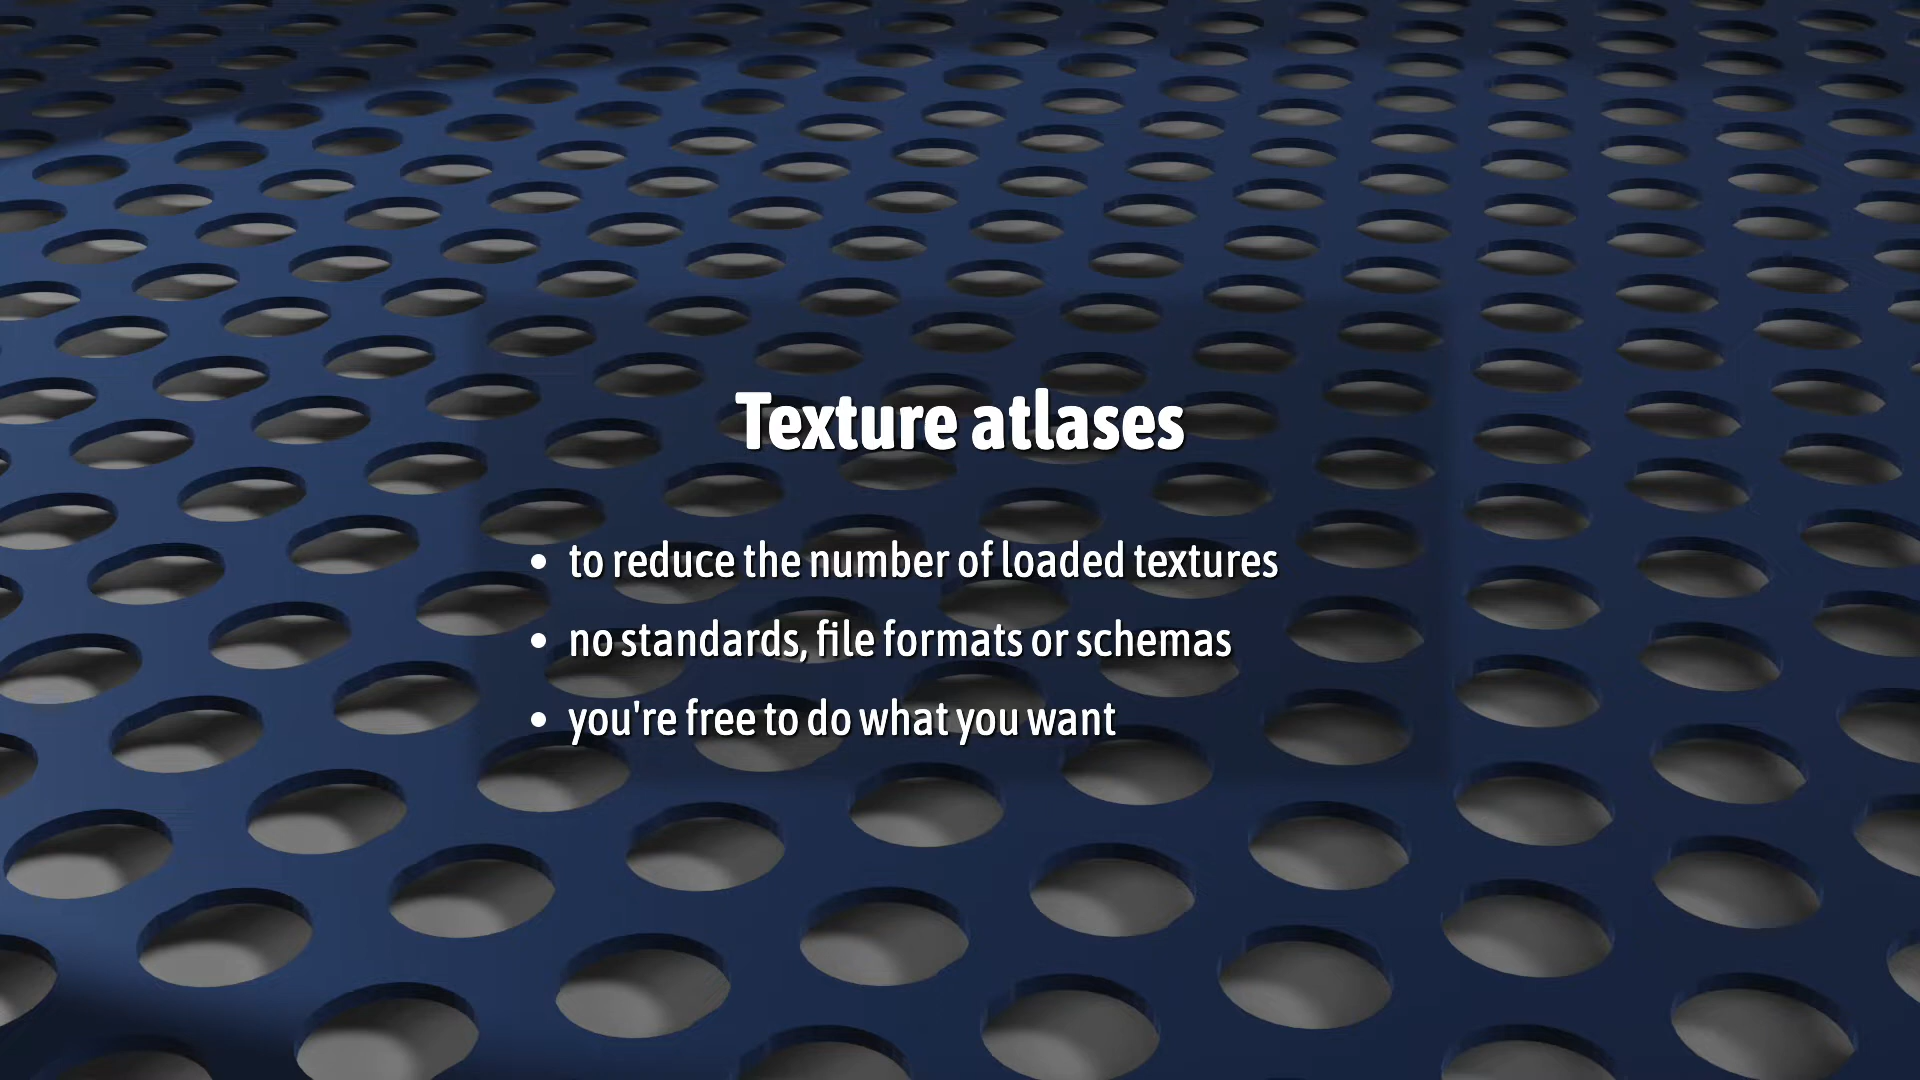 Texture atlases
• to reduce the number of loaded textures
• no standards, file formats or schemas
• you're free to do what you want